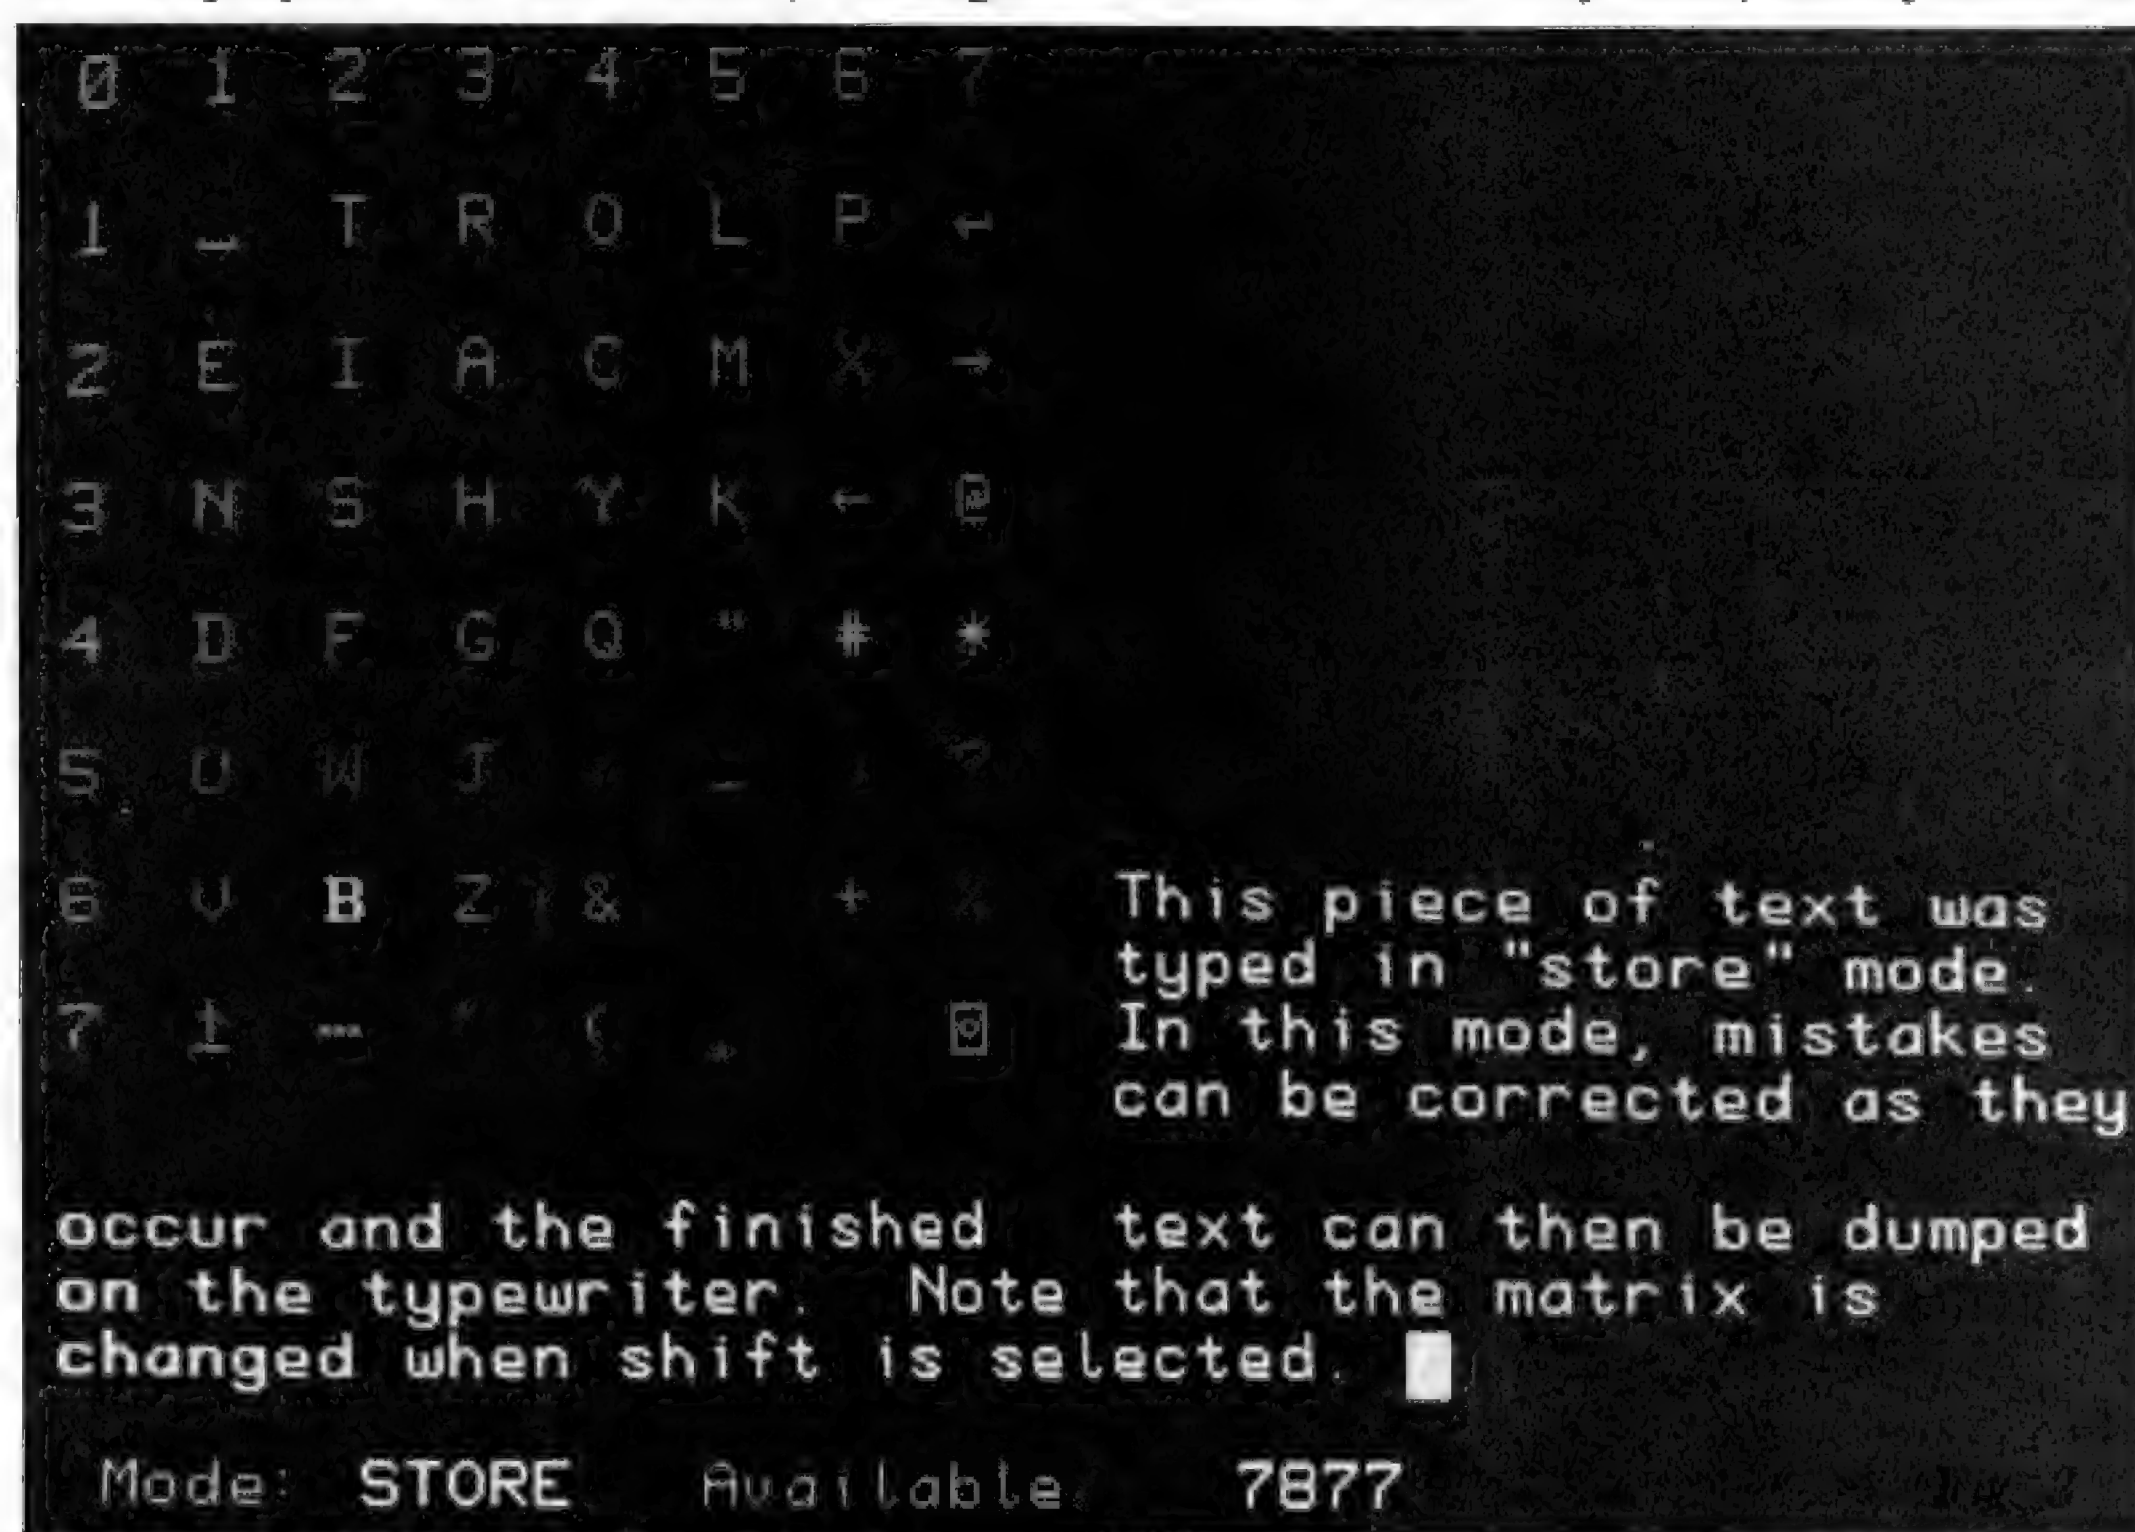 0 1 2 3 4 5 6 7
1 ⎵ T R O L P ↵
2 E I A C M X →
3 N S H Y K ← @
4 D F G Q " # *
5 U W J _
6 V B Z & + %
7 (
This piece of text was
typed in "store" mode.
In this mode, mistakes
can be corrected as they
occur and the finished text can then be dumped
on the typewriter. Note that the matrix is
changed when shift is selected.
Mode: STORE Available 7877